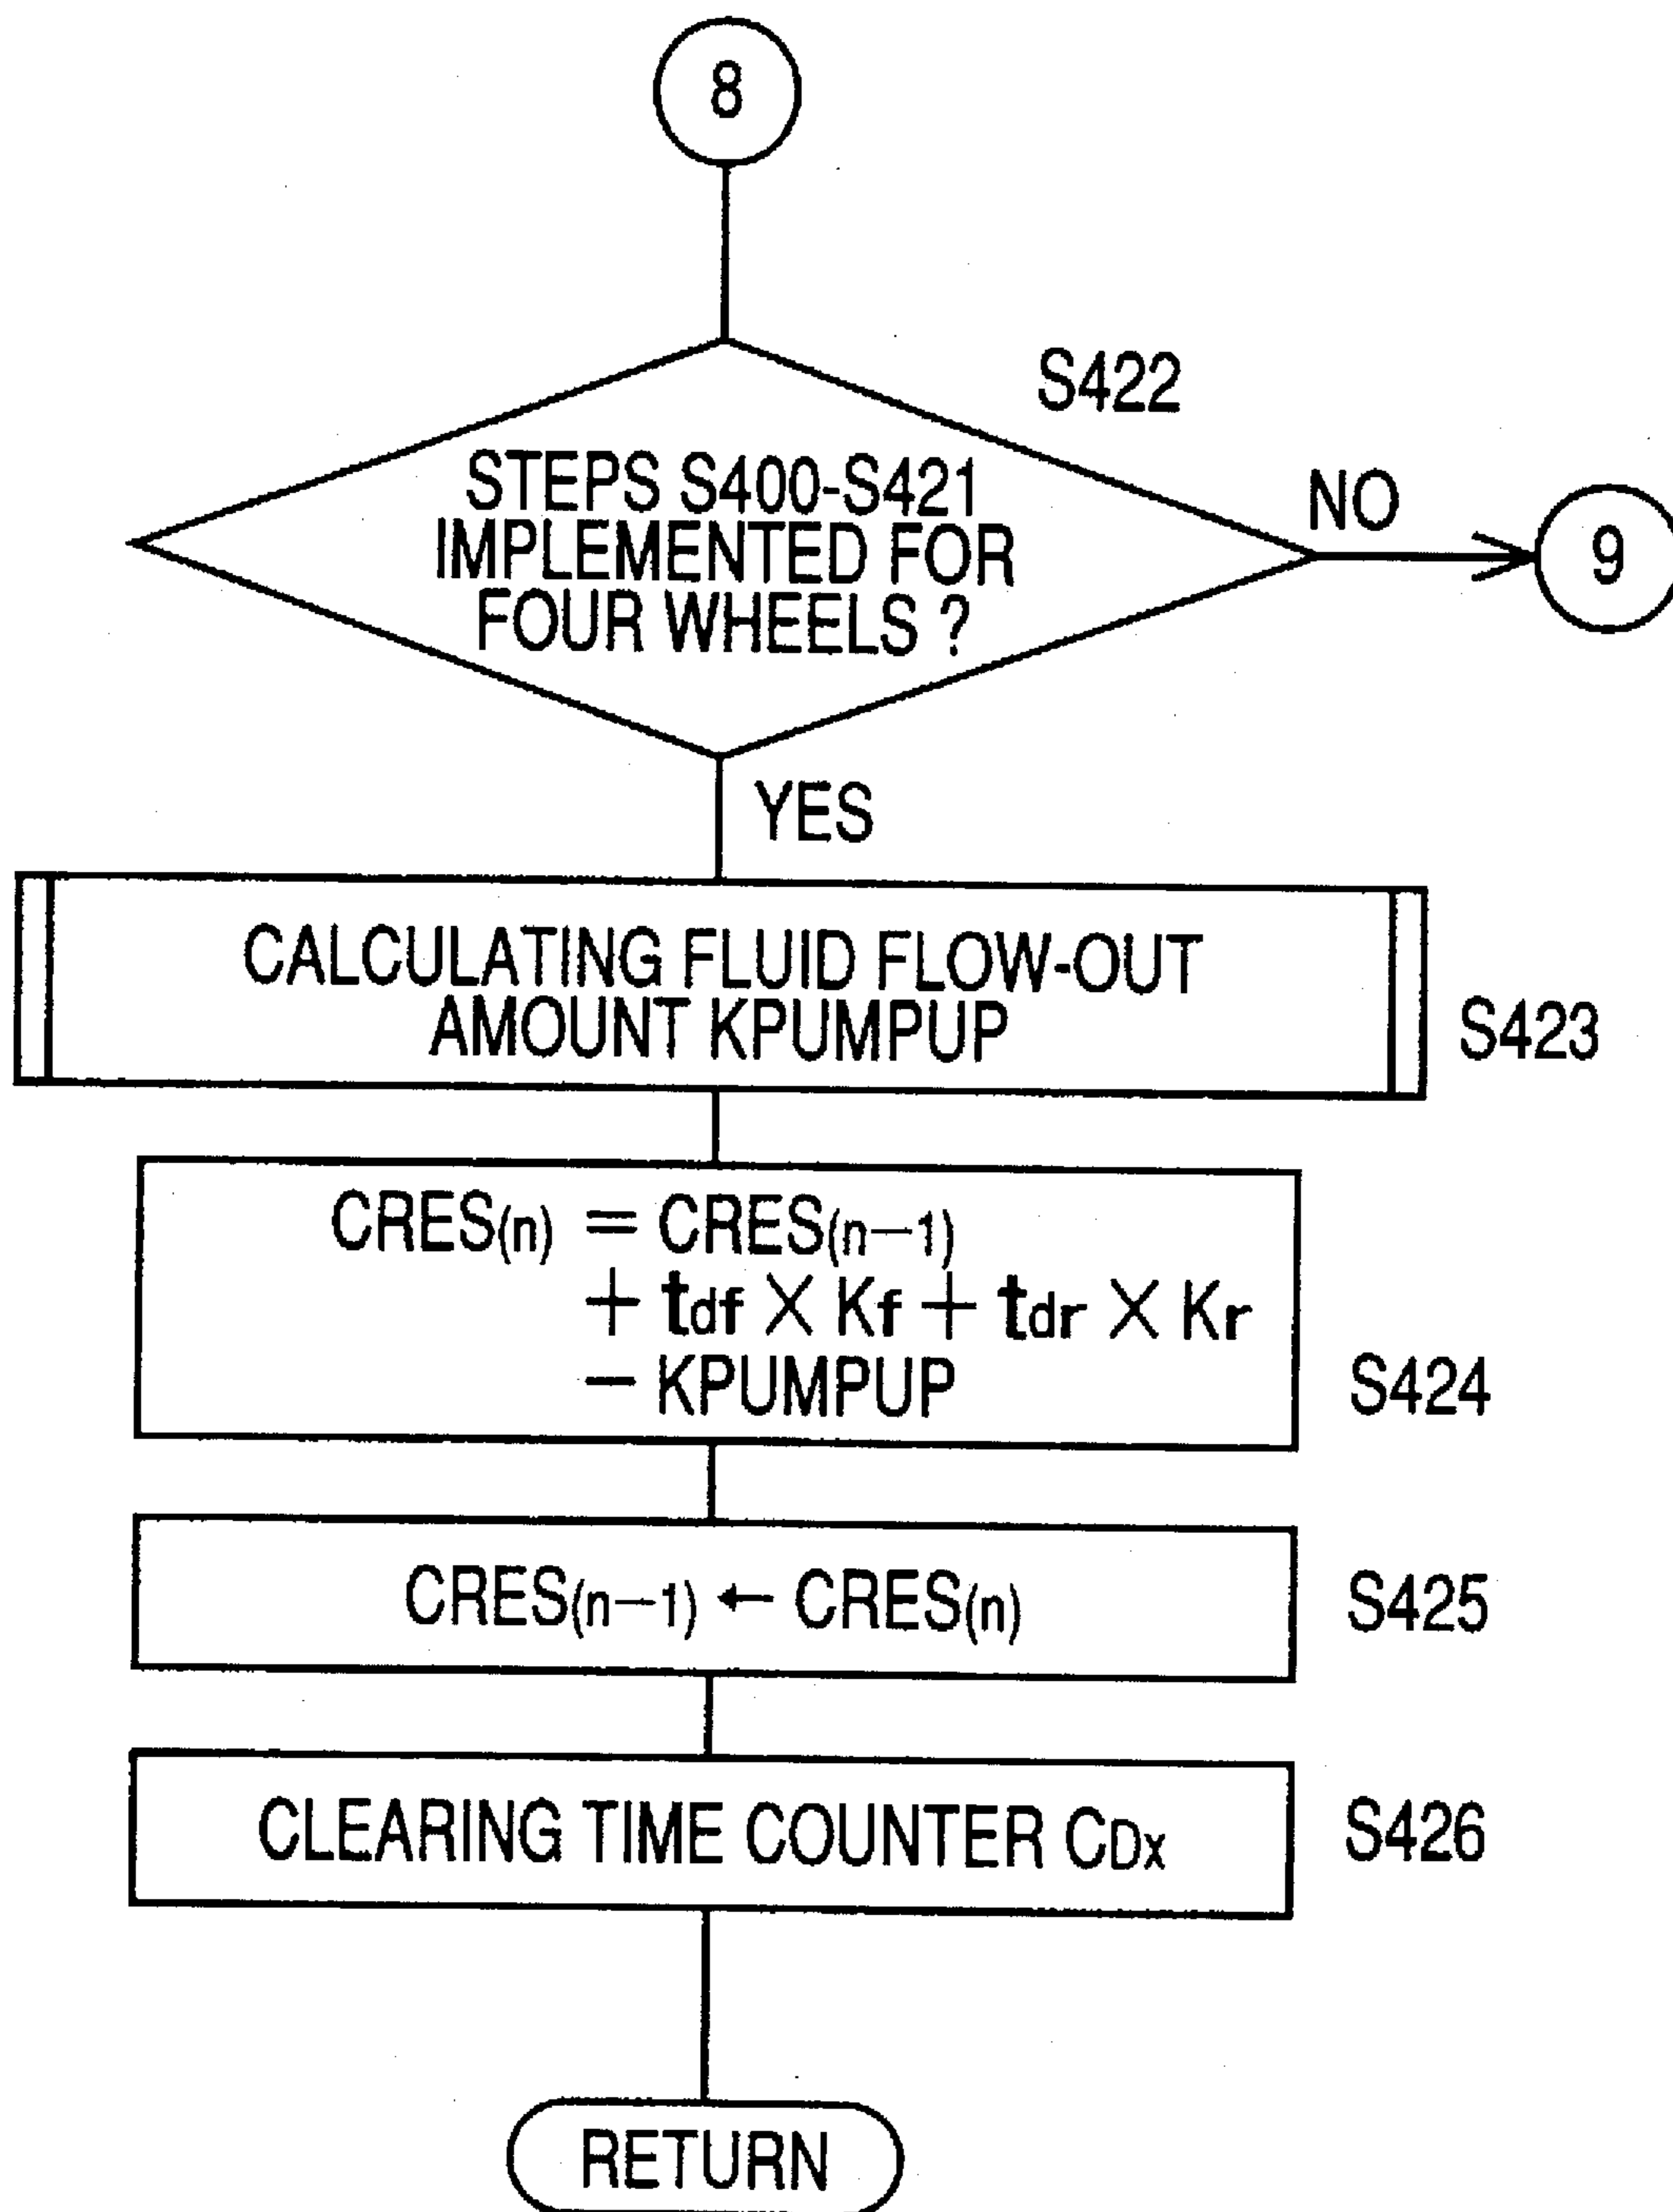 8
S422
STEPS S400-S421
IMPLEMENTED FOR
FOUR WHEELS ?
NO
9
YES
CALCULATING FLUID FLOW-OUT
AMOUNT KPUMPUP
S423
CRES(n) = CRES(n-1)
+ tdf × Kf + tdr × Kr
- KPUMPUP
S424
CRES(n-1) ← CRES(n)
S425
CLEARING TIME COUNTER CDx
S426
RETURN